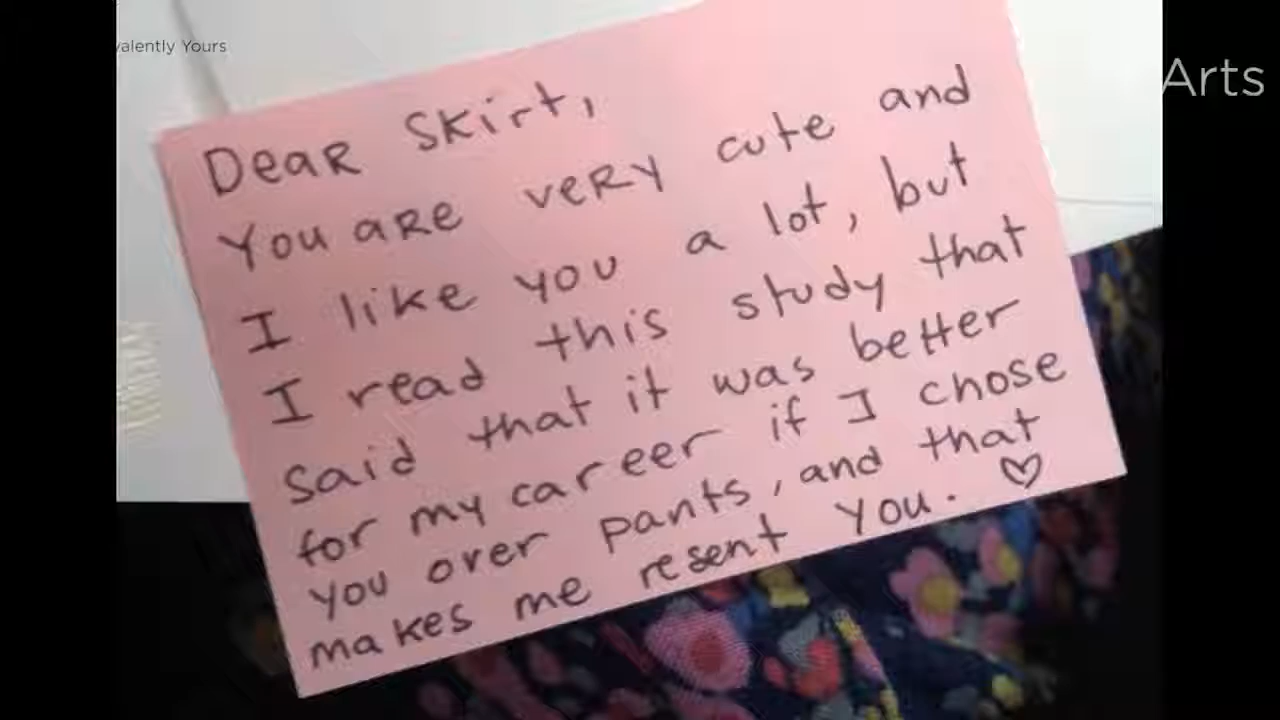 valently Yours
Arts
Dear Skirt,
You are very cute and
I like you a lot, but
I read this study that
said that it was better
for my career if I chose
you over pants, and that
makes me resent you. ♡